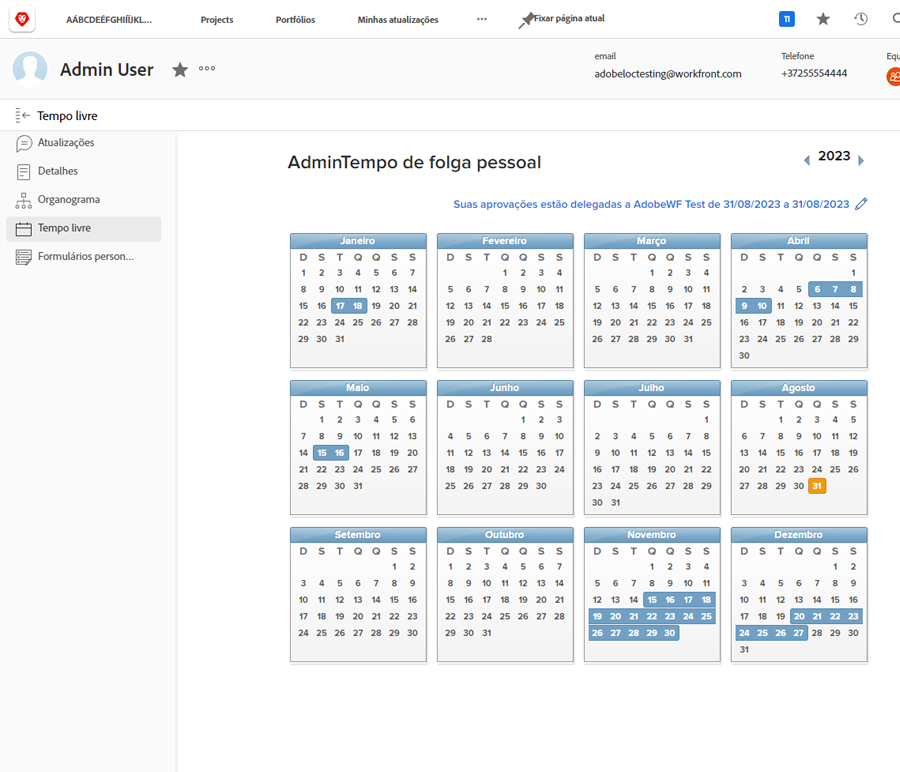 AÁBCDEÉFGHIÍÏJKL... Projects Portfólios Minhas atualizações ... Fixar página atual 11
Admin User
email
adobeloctesting@workfront.com
Telefone
+37255554444
Equ
Tempo livre
Atualizações
Detalhes
Organograma
Tempo livre
Formulários person...
AdminTempo de folga pessoal
2023
Suas aprovações estão delegadas a AdobeWF Test de 31/08/2023 a 31/08/2023
Janeiro
D S T Q Q S S
1 2 3 4 5 6 7
8 9 10 11 12 13 14
15 16 17 18 19 20 21
22 23 24 25 26 27 28
29 30 31
Fevereiro
D S T Q Q S S
1 2 3 4
5 6 7 8 9 10 11
12 13 14 15 16 17 18
19 20 21 22 23 24 25
26 27 28
Março
D S T Q Q S S
1 2 3 4
5 6 7 8 9 10 11
12 13 14 15 16 17 18
19 20 21 22 23 24 25
26 27 28 29 30 31
Abril
D S T Q Q S S
1
2 3 4 5 6 7 8
9 10 11 12 13 14 15
16 17 18 19 20 21 22
23 24 25 26 27 28 29
30
Maio
D S T Q Q S S
1 2 3 4 5 6
7 8 9 10 11 12 13
14 15 16 17 18 19 20
21 22 23 24 25 26 27
28 29 30 31
Junho
D S T Q Q S S
1 2 3
4 5 6 7 8 9 10
11 12 13 14 15 16 17
18 19 20 21 22 23 24
25 26 27 28 29 30
Julho
D S T Q Q S S
1
2 3 4 5 6 7 8
9 10 11 12 13 14 15
16 17 18 19 20 21 22
23 24 25 26 27 28 29
30 31
Agosto
D S T Q Q S S
1 2 3 4 5
6 7 8 9 10 11 12
13 14 15 16 17 18 19
20 21 22 23 24 25 26
27 28 29 30 31
Setembro
D S T Q Q S S
1 2
3 4 5 6 7 8 9
10 11 12 13 14 15 16
17 18 19 20 21 22 23
24 25 26 27 28 29 30
Outubro
D S T Q Q S S
1 2 3 4 5 6 7
8 9 10 11 12 13 14
15 16 17 18 19 20 21
22 23 24 25 26 27 28
29 30 31
Novembro
D S T Q Q S S
1 2 3 4
5 6 7 8 9 10 11
12 13 14 15 16 17 18
19 20 21 22 23 24 25
26 27 28 29 30
Dezembro
D S T Q Q S S
1 2
3 4 5 6 7 8 9
10 11 12 13 14 15 16
17 18 19 20 21 22 23
24 25 26 27 28 29 30
31